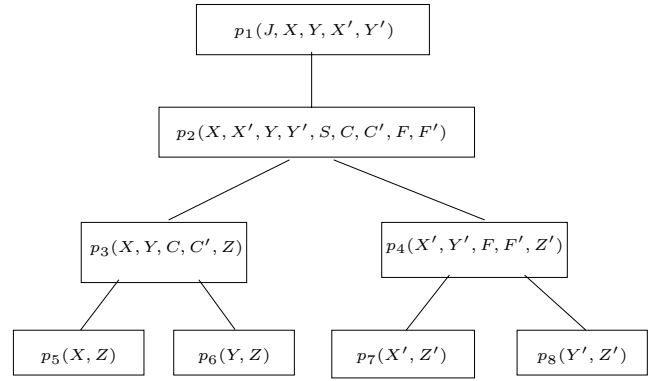 p₁(J, X, Y, X′, Y′)
p₂(X, X′, Y, Y′, S, C, C′, F, F′)
p₃(X, Y, C, C′, Z)
p₄(X′, Y′, F, F′, Z′)
p₅(X, Z)
p₆(Y, Z)
p₇(X′, Z′)
p₈(Y′, Z′)